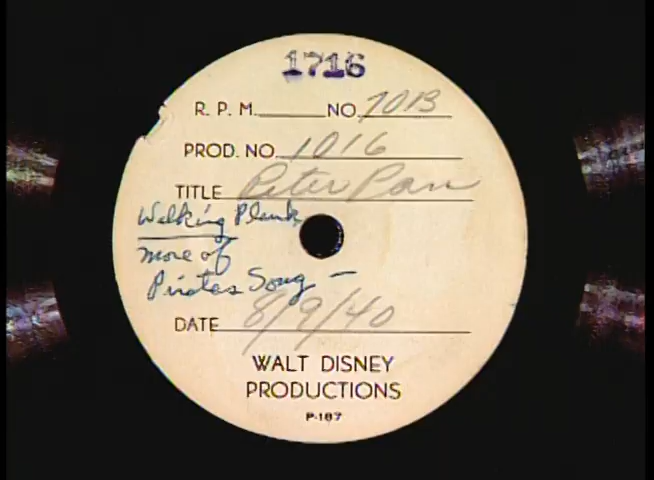 1716
R. P. M. NO. 701B
PROD. NO. 1016
TITLE Peter Pan
Walking Plank
more of
Pirates Song —
DATE 8/9/40
WALT DISNEY
PRODUCTIONS
P-187